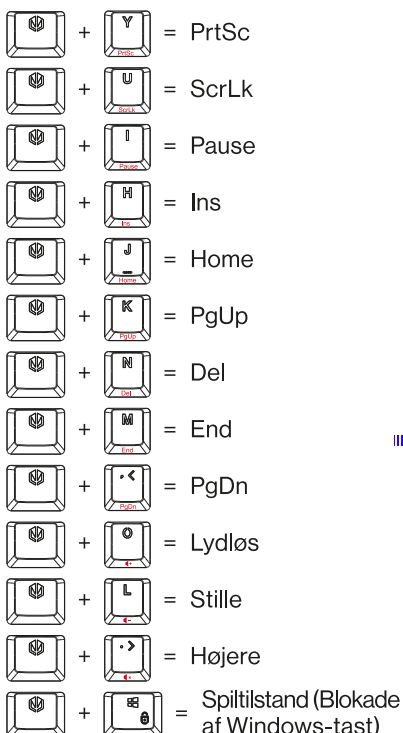 + Y PrtSc = PrtSc
+ U ScrLk = ScrLk
+ I Pause = Pause
+ H Ins = Ins
+ J Home = Home
+ K PgUp = PgUp
+ N Del = Del
+ M End = End
+ , < PgDn = PgDn
+ O = Lydløs
+ L = Stille
+ . > = Højere
+ = Spiltilstand (Blokade
af Windows-tast)